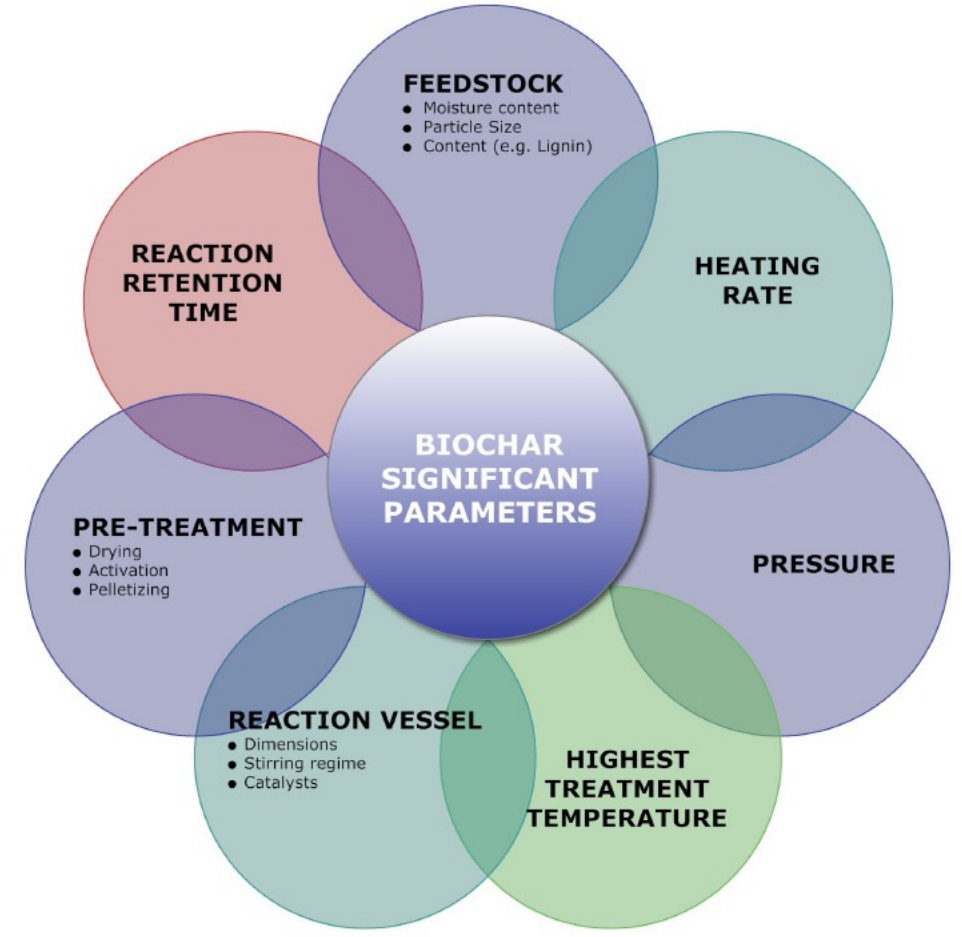 FEEDSTOCK
● Moisture content
● Particle Size
● Content (e.g. Lignin)
REACTION
RETENTION
TIME
HEATING
RATE
BIOCHAR
SIGNIFICANT
PARAMETERS
PRE-TREATMENT
● Drying
● Activation
● Pelletizing
PRESSURE
REACTION VESSEL
● Dimensions
● Stirring regime
● Catalysts
HIGHEST
TREATMENT
TEMPERATURE